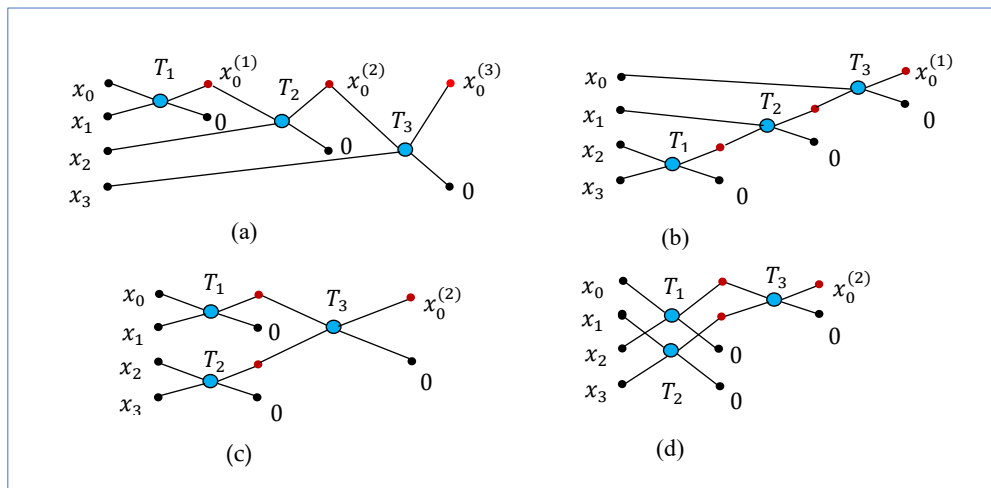 x₀ T₁ x₀⁽¹⁾ T₂ x₀⁽²⁾ x₀⁽³⁾
x₁ 0 T₃
x₂ 0
x₃ 0
(a)
x₀ T₃ x₀⁽¹⁾
x₁ T₂ 0
x₂ T₁ 0
x₃ 0
(b)
x₀ T₁ T₃ x₀⁽²⁾
x₁ 0
x₂ T₂ 0
x₃ 0
(c)
x₀ T₁ T₃ x₀⁽²⁾
x₁ 0
x₂ 0
x₃ T₂ 0
(d)